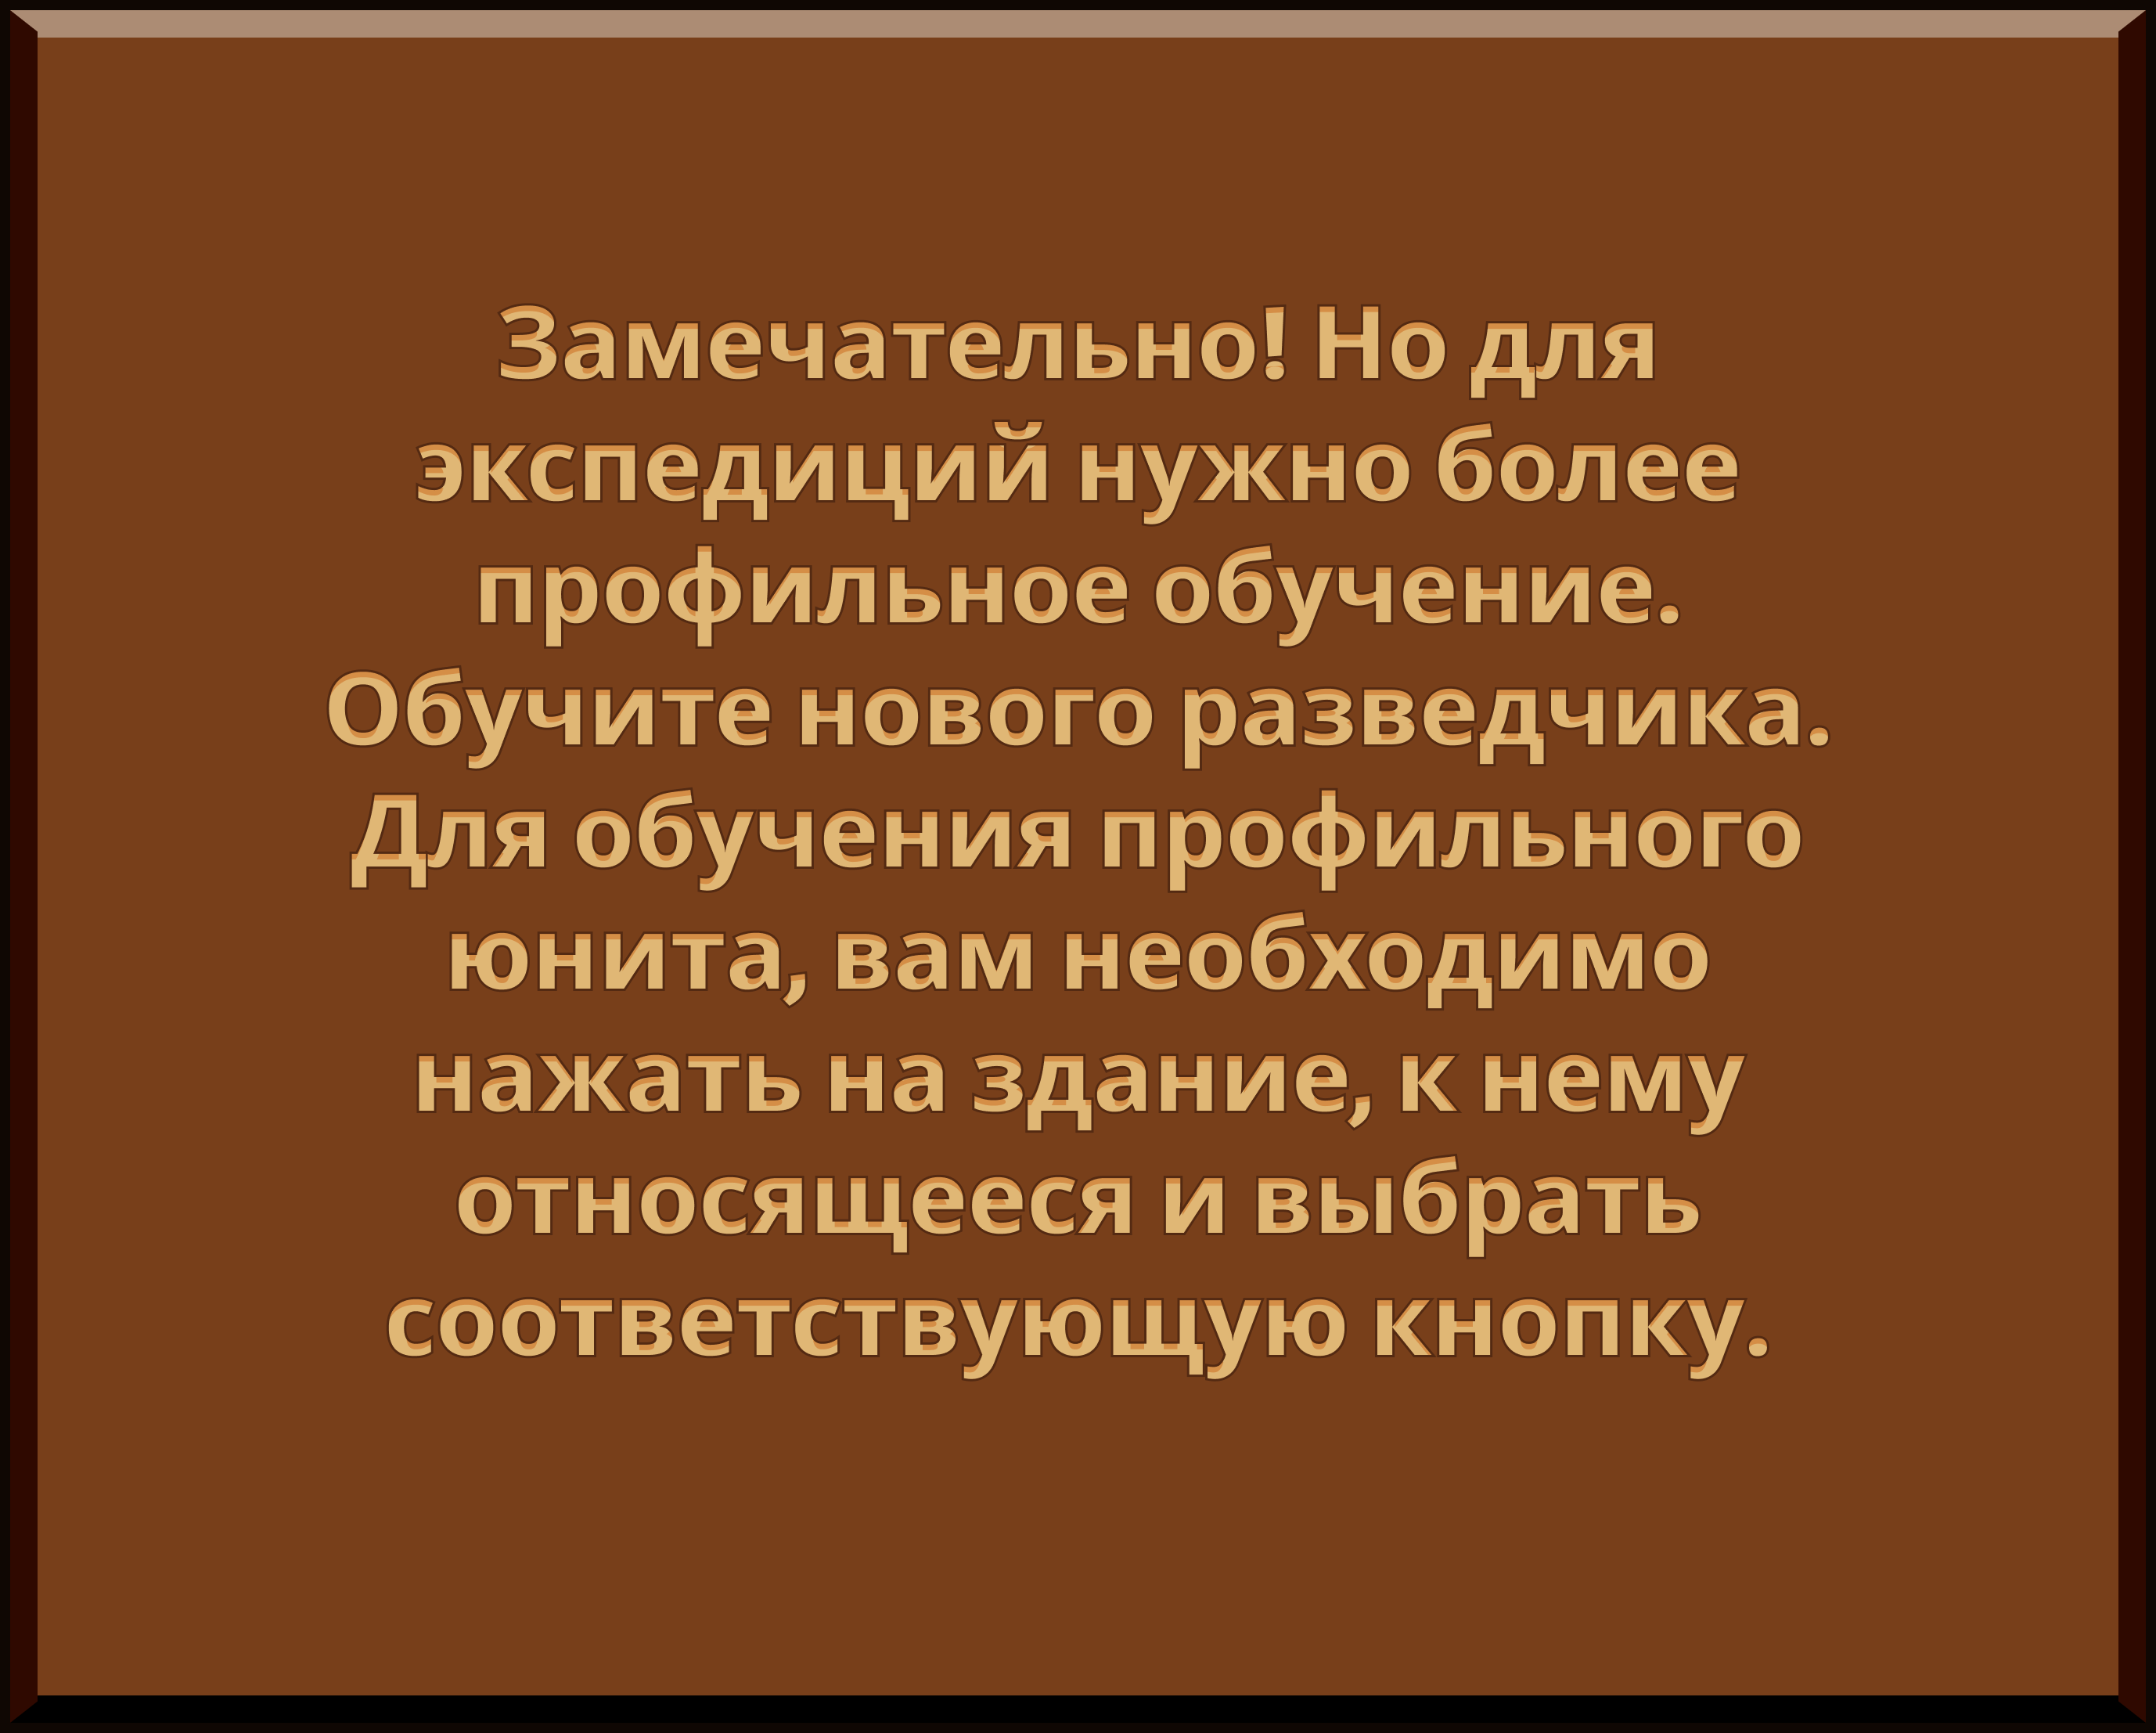 Замечательно! Но для
экспедиций нужно более
профильное обучение.
Обучите нового разведчика.
Для обучения профильного
юнита, вам необходимо
нажать на здание, к нему
относящееся и выбрать
соответствующую кнопку.